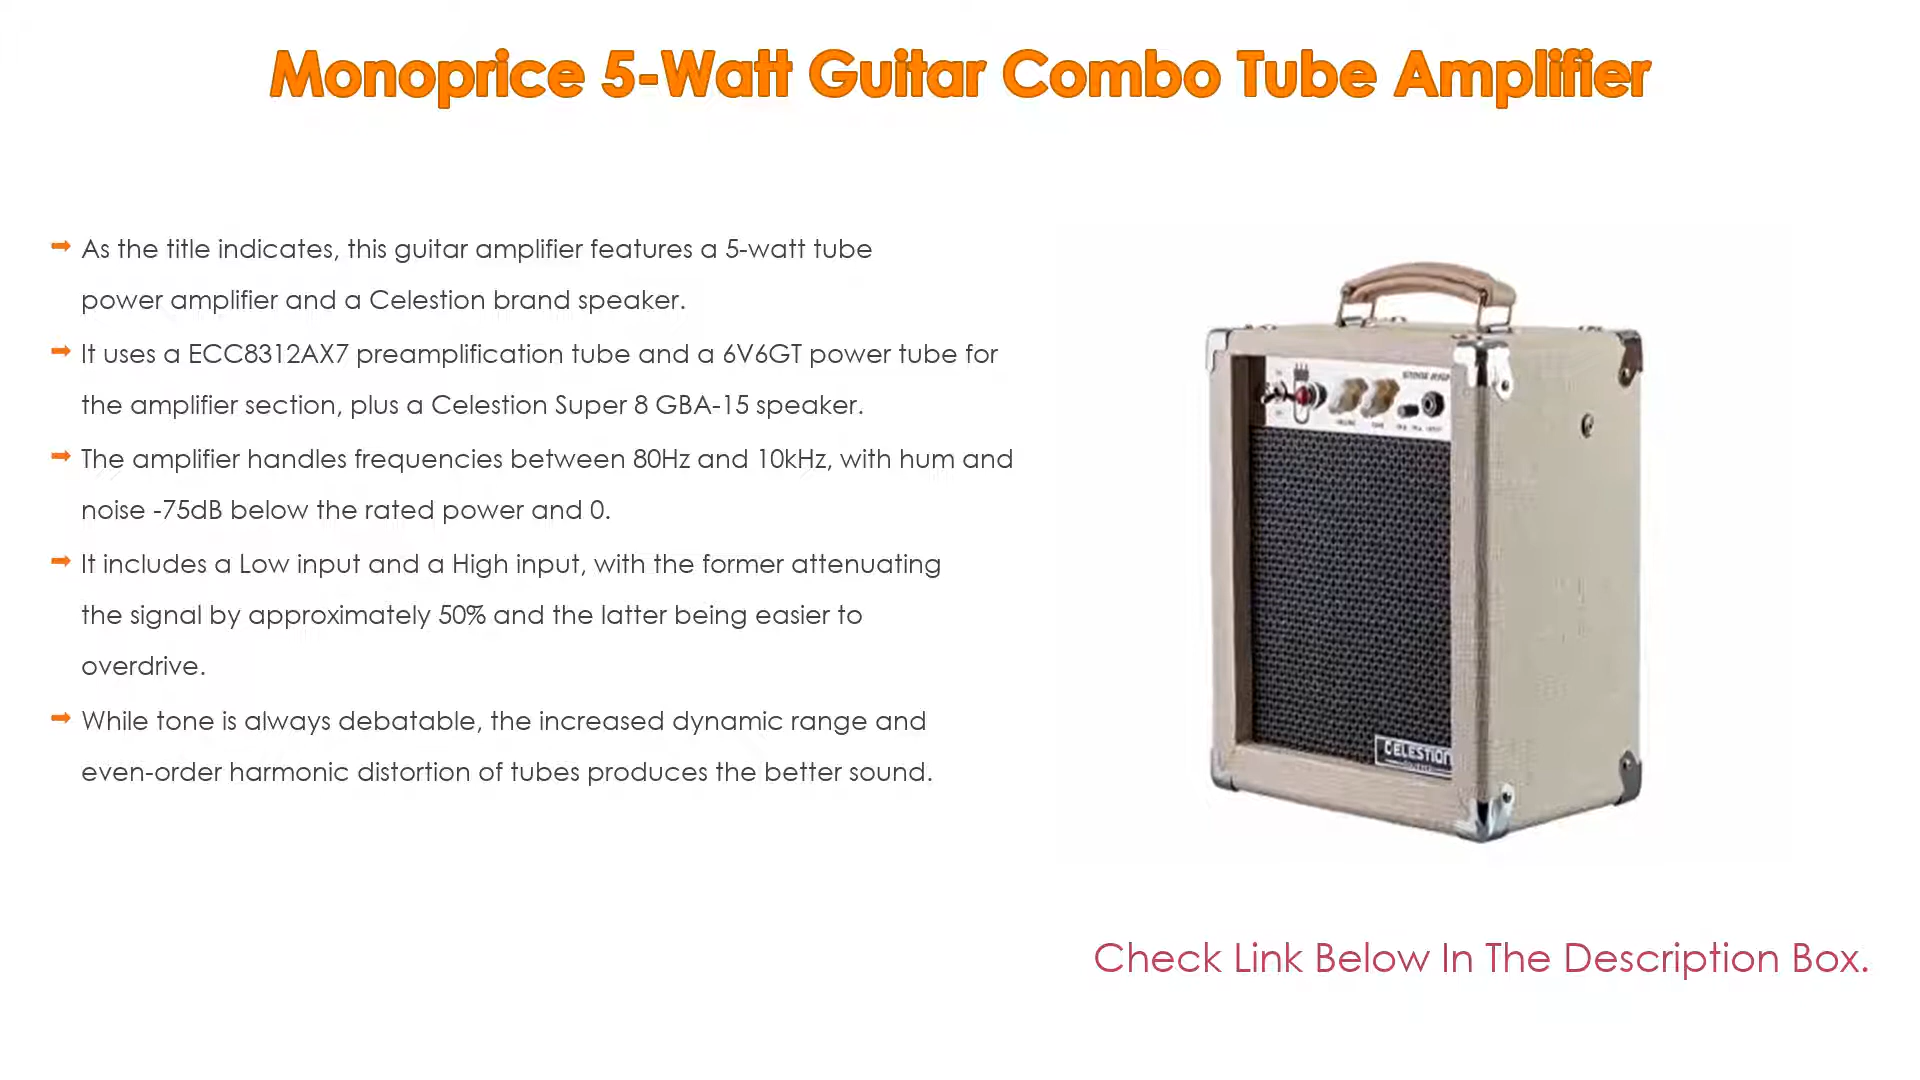 Monoprice 5-Watt Guitar Combo Tube Amplifier
As the title indicates, this guitar amplifier features a 5-watt tube
power amplifier and a Celestion brand speaker.
It uses a ECC8312AX7 preamplification tube and a 6V6GT power tube for
the amplifier section, plus a Celestion Super 8 GBA-15 speaker.
The amplifier handles frequencies between 80Hz and 10kHz, with hum and
noise -75dB below the rated power and 0.
It includes a Low input and a High input, with the former attenuating
the signal by approximately 50% and the latter being easier to
overdrive.
While tone is always debatable, the increased dynamic range and
even-order harmonic distortion of tubes produces the better sound.
CELESTION
Check Link Below In The Description Box.